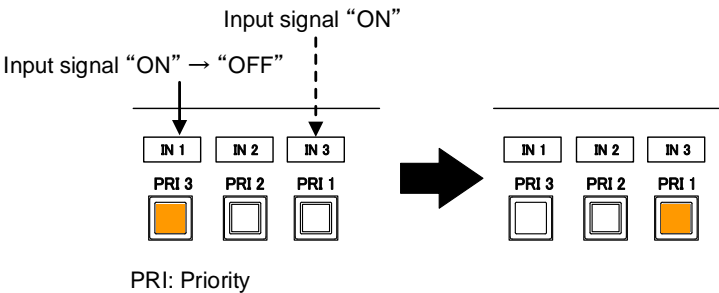 Input signal “ON”
Input signal “ON” → “OFF”
IN 1 IN 2 IN 3 IN 1 IN 2 IN 3
PRI 3 PRI 2 PRI 1 PRI 3 PRI 2 PRI 1
PRI: Priority